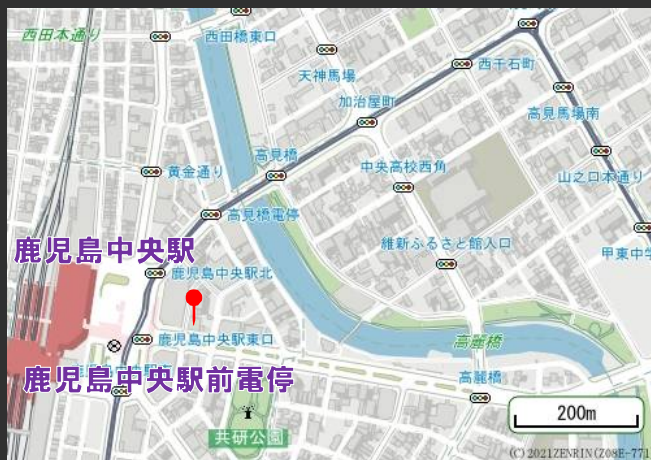 西田本通り
西田橋東口
天神馬場
西千石町
加治屋町
高見馬場南
黄金通り
高見橋
中央高校西角
山之口本通り
高見橋電停
維新ふるさと館入口
甲東中学
鹿児島中央駅
鹿児島中央駅北
鹿児島中央駅東口
高麗橋
鹿児島中央駅前電停
高麗橋
共研公園
200m
(C) 2021ZENRIN(Z08E-771